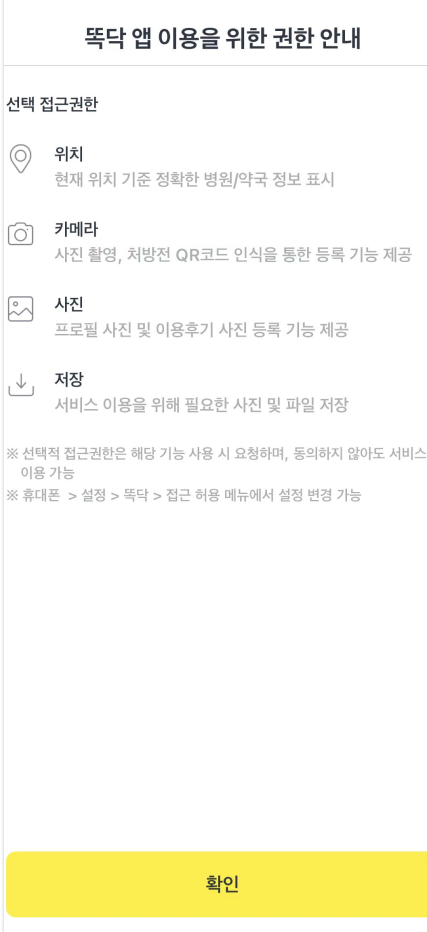 똑닥 앱 이용을 위한 권한 안내
선택 접근권한
위치
현재 위치 기준 정확한 병원/약국 정보 표시
카메라
사진 촬영, 처방전 QR코드 인식을 통한 등록 기능 제공
사진
프로필 사진 및 이용후기 사진 등록 기능 제공
저장
서비스 이용을 위해 필요한 사진 및 파일 저장
※ 선택적 접근권한은 해당 기능 사용 시 요청하며, 동의하지 않아도 서비스
이용 가능
※ 휴대폰 > 설정 > 똑닥 > 접근 허용 메뉴에서 설정 변경 가능
확인